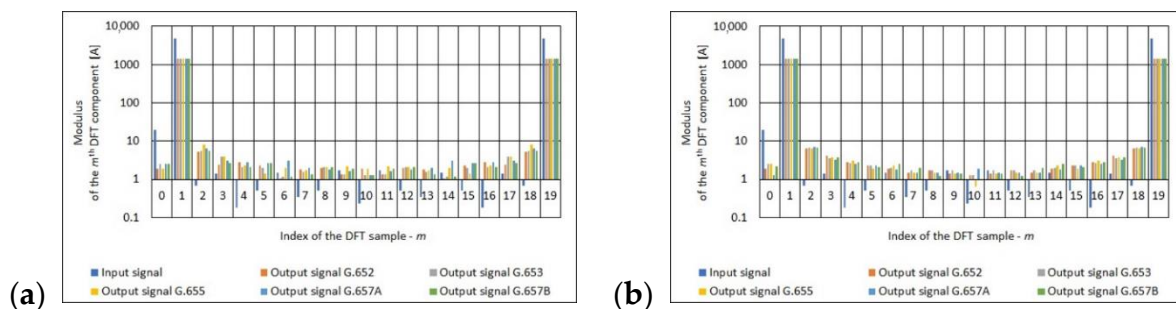 10,000
1000
100
10
1
0.1
Modulus
of the mth DFT component [A]
0 1 2 3 4 5 6 7 8 9 10 11 12 13 14 15 16 17 18 19
Index of the DFT sample - m
Input signal Output signal G.652 Output signal G.653
Output signal G.655 Output signal G.657A Output signal G.657B
(a)
10,000
1000
100
10
1
0.1
Modulus
of the mth DFT component [A]
0 1 2 3 4 5 6 7 8 9 10 11 12 13 14 15 16 17 18 19
Index of the DFT sample - m
Input signal Output signal G.652 Output signal G.653
Output signal G.655 Output signal G.657A Output signal G.657B
(b)